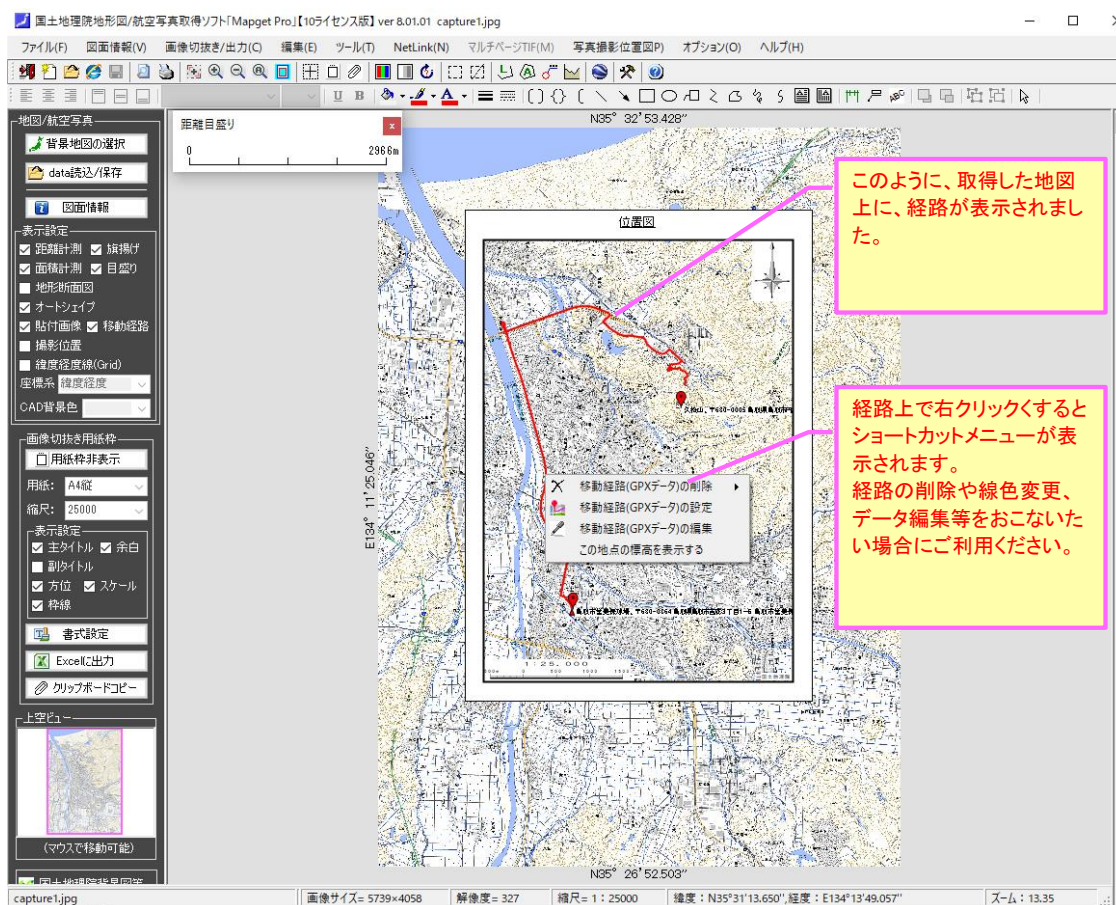 国土地理院地形図/航空写真取得ソフト「Mapget Pro」【10ライセンス版】 ver 8.01.01 capture1.jpg
ファイル(F) 図面情報(V) 画像切抜き/出力(C) 編集(E) ツール(T) NetLink(N) マルチページTIF(M) 写真撮影位置図P) オプション(O) ヘルプ(H)
地図/航空写真
背景地図の選択
data読込/保存
図面情報
表示設定
距離計測 旗揚げ
面積計測 目盛り
地形断面図
オートシェイプ
貼付画像 移動経路
撮影位置
緯度経度線(Grid)
座標系 緯度経度
CAD背景色
画像切抜き用紙枠
用紙枠非表示
用紙: A4縦
縮尺: 25000
表示設定
主タイトル 余白
副タイトル
方位 スケール
枠線
書式設定
Excelに出力
クリップボードコピー
上空ビュー
(マウスで移動可能)
国土地理院背景図等
距離目盛り
0 2966m
N35° 32’53.428”
E134° 11’25.046”
位置図
このように、取得した地図
上に、経路が表示されまし
た。
経路上で右クリックくすると
ショートカットメニューが表
示されます。
経路の削除や線色変更、
データ編集等をおこないた
い場合にご利用ください。
移動経路(GPXデータ)の削除
移動経路(GPXデータ)の設定
移動経路(GPXデータ)の編集
この地点の標高を表示する
1:25,000
N35° 26’52.503”
capture1.jpg 画像サイズ= 5739×4058 解像度= 327 縮尺= 1：25000 緯度：N35°31'13.650",経度：E134°13'49.057" ズーム：13.35